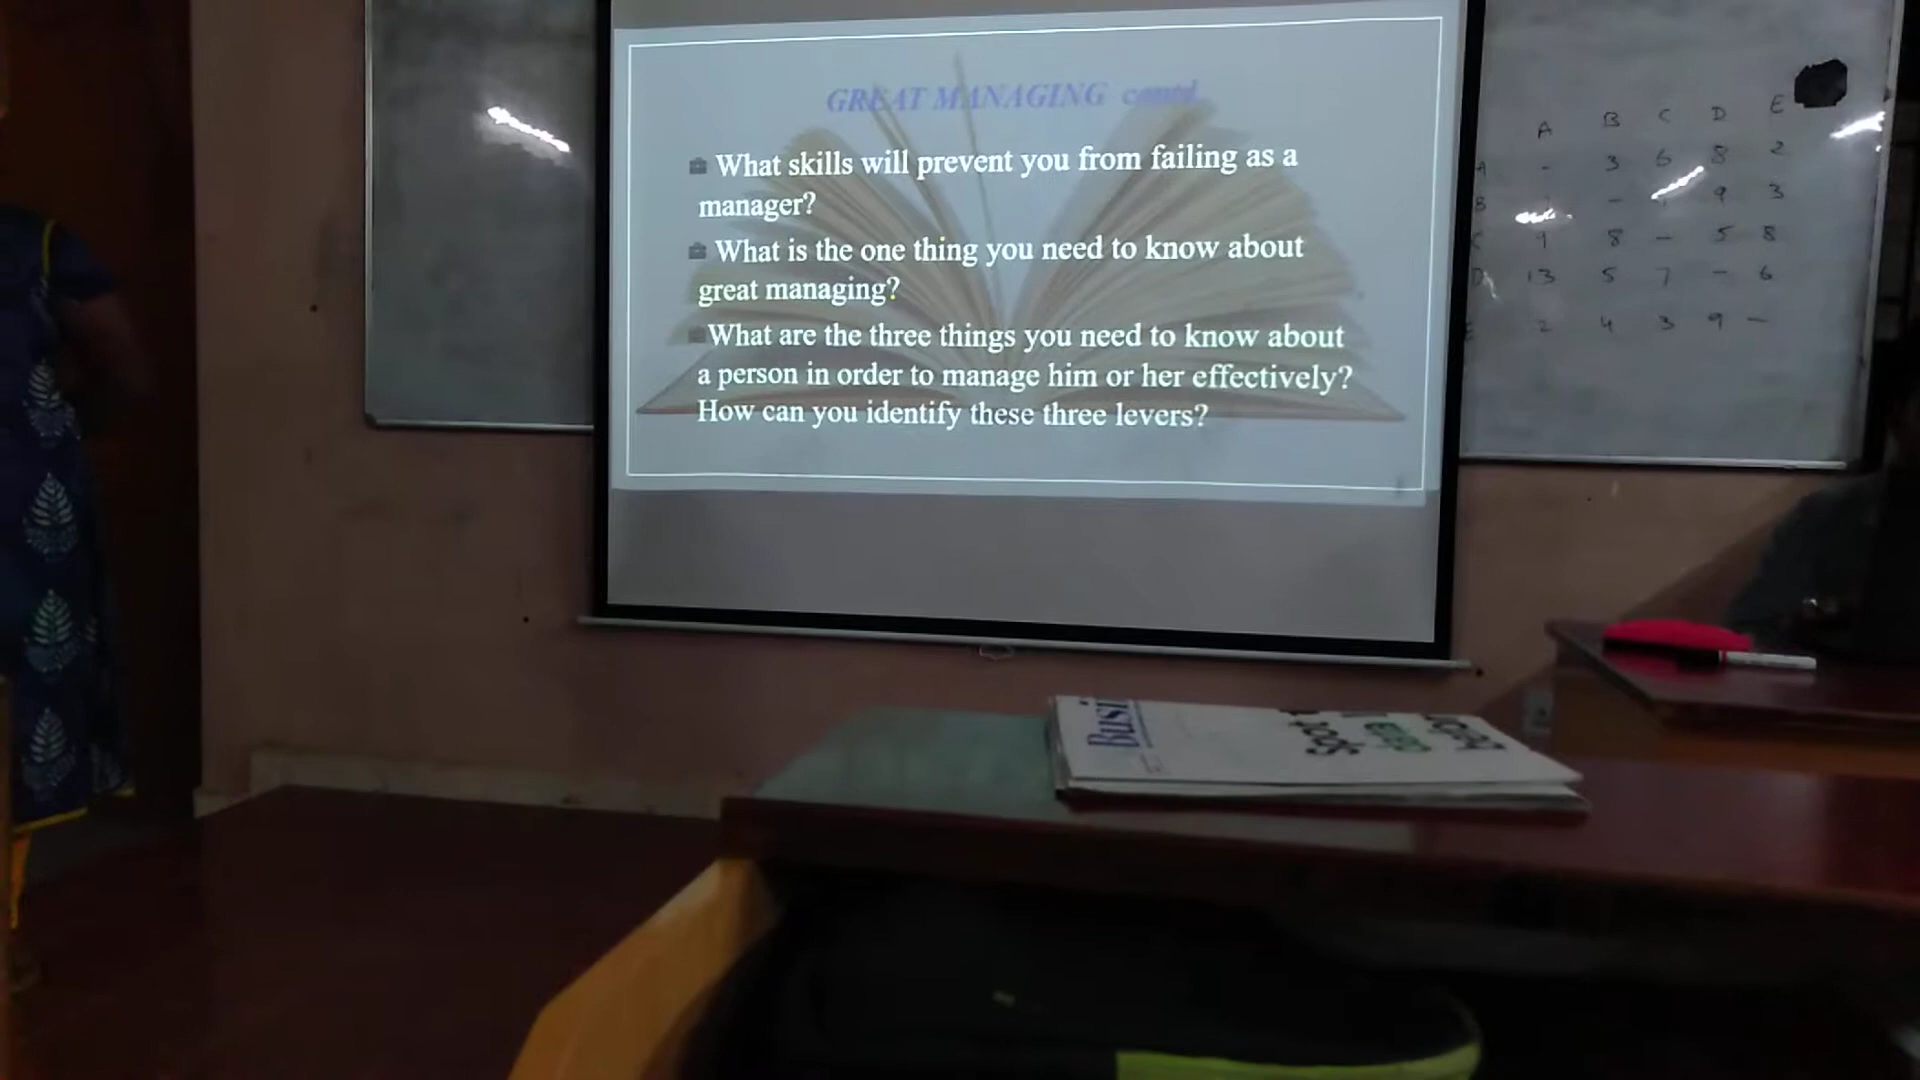 GREAT MANAGING contd.
What skills will prevent you from failing as a
manager?
What is the one thing you need to know about
great managing?
What are the three things you need to know about
a person in order to manage him or her effectively?
How can you identify these three levers?
A B C D E
A - 3 6 8 2
B - 9 3
C 9 8 - 5 8
D 13 5 7 - 6
E 2 4 3 9 -
Busi